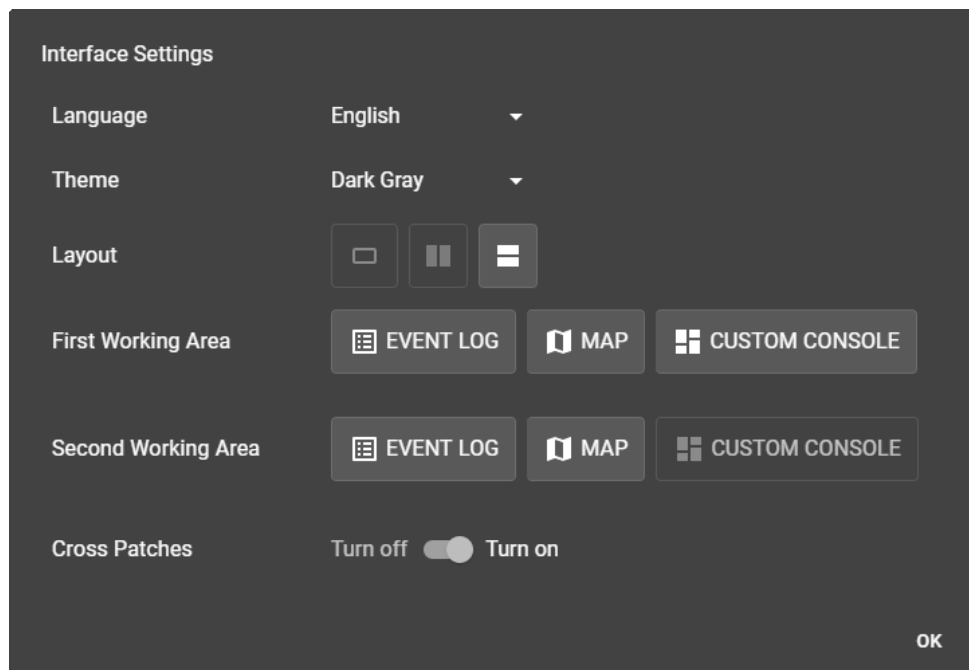 Interface Settings
Language English
Theme Dark Gray
Layout
First Working Area EVENT LOG MAP CUSTOM CONSOLE
Second Working Area EVENT LOG MAP CUSTOM CONSOLE
Cross Patches Turn off Turn on
OK